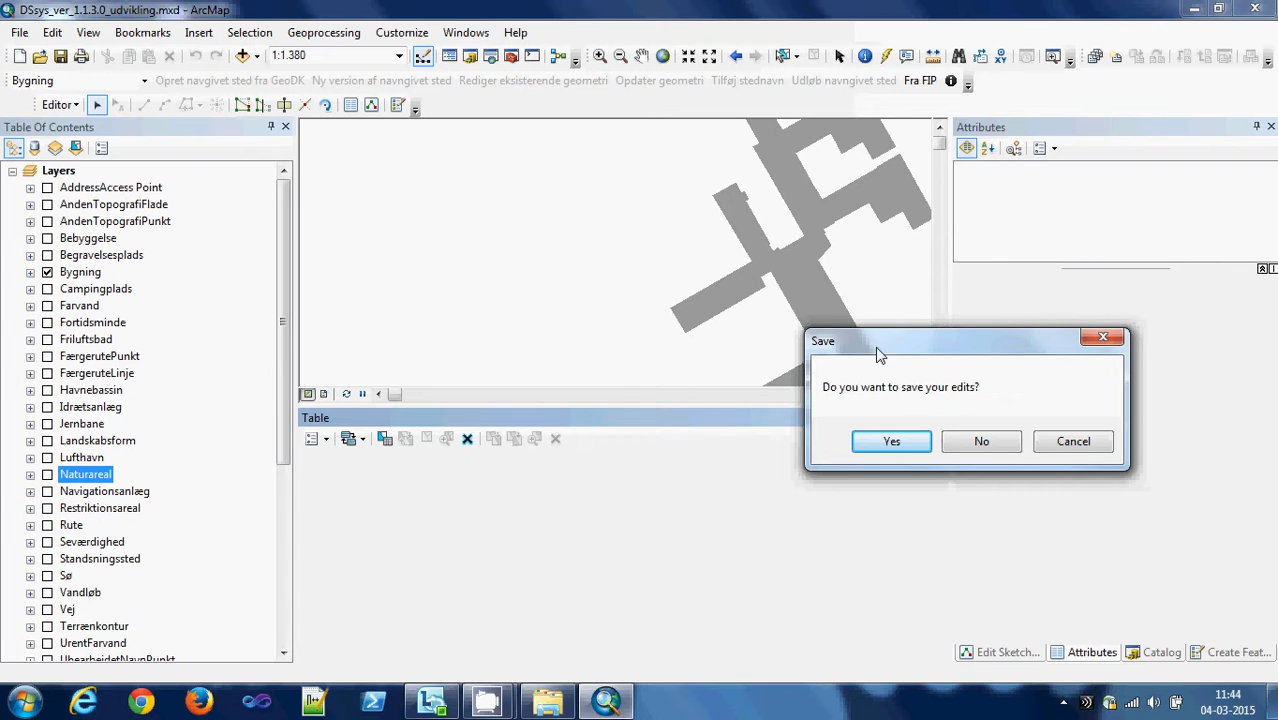 DSsys_ver_1.1.3.0_udvikling.mxd - ArcMap
File Edit View Bookmarks Insert Selection Geoprocessing Customize Windows Help
1:1.380
Bygning Opret navgivet sted fra GeoDK Ny version af navngivet sted Rediger eksisterende geometri Opdater geometri Tilføj stednavn Udløb navngivet sted Fra FIP
Editor
Table Of Contents
Layers
AddressAccess Point
AndenTopografiFlade
AndenTopografiPunkt
Bebyggelse
Begravelsesplads
Bygning
Campingplads
Farvand
Fortidsminde
Friluftsbad
FærgerutePunkt
FærgeruteLinje
Havnebassin
Idrætsanlæg
Jernbane
Landskabsform
Lufthavn
Naturareal
Navigationsanlæg
Restriktionsareal
Rute
Seværdighed
Standsningssted
Sø
Vandløb
Vej
Terrænkontur
UrentFarvand
UbearbejdetNavnPunkt
Table
Attributes
Save
Do you want to save your edits?
Yes No Cancel
Edit Sketch... Attributes Catalog Create Feat...
11:44
04-03-2015